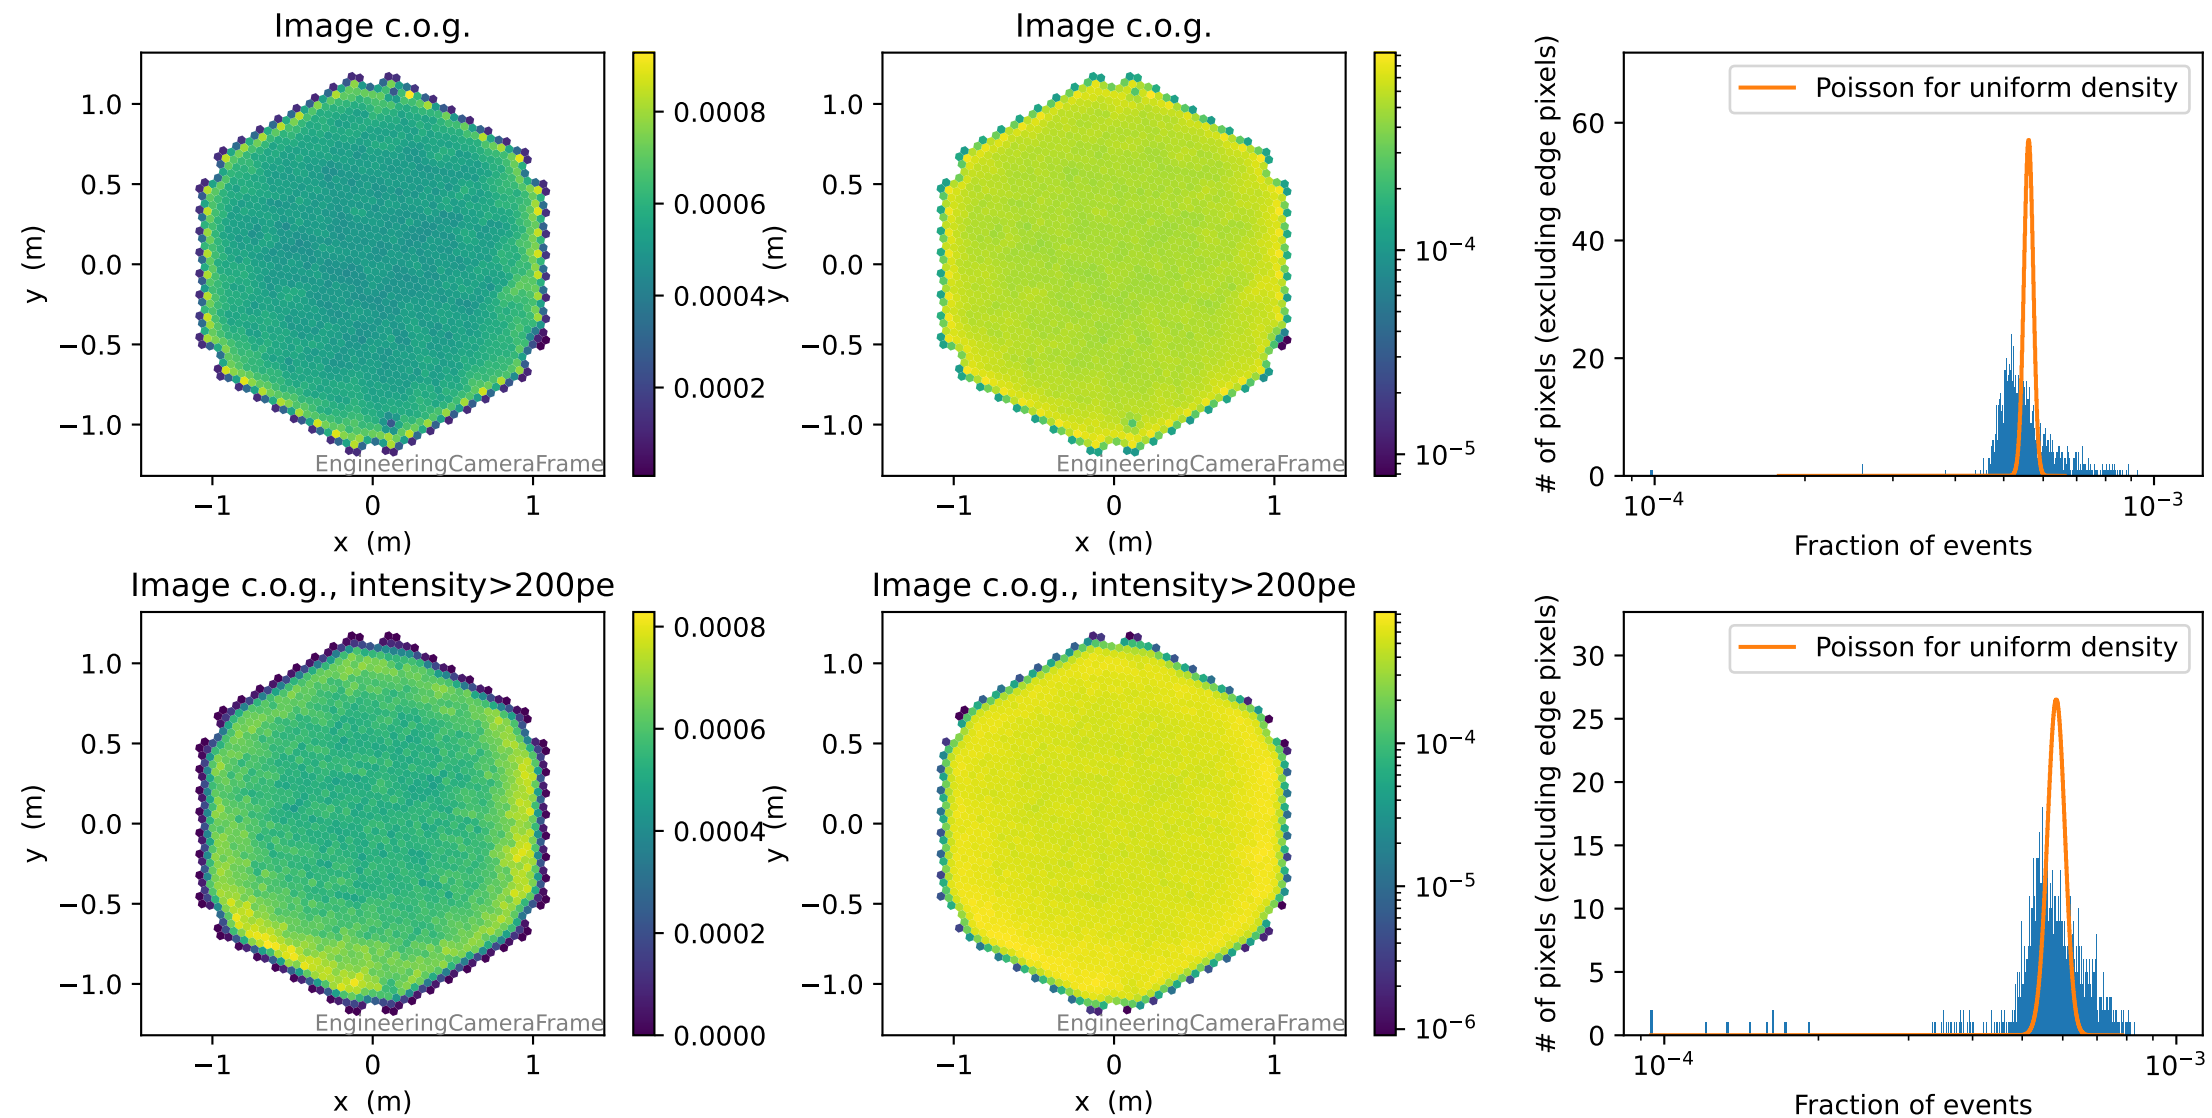 Image c.o.g.
1.0
0.5
0.0
−0.5
−1.0
y (m)
−1
0
1
x (m)
EngineeringCameraFrame
0.0008
0.0006
0.0004
0.0002
Image c.o.g.
1.0
0.5
0.0
−0.5
−1.0
y (m)
−1
0
1
x (m)
EngineeringCameraFrame
10⁻⁴
10⁻⁵
# of pixels (excluding edge pixels)
60
40
20
0
Poisson for uniform density
10⁻⁴
10⁻³
Fraction of events
Image c.o.g., intensity>200pe
1.0
0.5
0.0
−0.5
−1.0
y (m)
−1
0
1
x (m)
EngineeringCameraFrame
0.0008
0.0006
0.0004
0.0002
0.0000
Image c.o.g., intensity>200pe
1.0
0.5
0.0
−0.5
−1.0
y (m)
−1
0
1
x (m)
EngineeringCameraFrame
10⁻⁴
10⁻⁵
10⁻⁶
# of pixels (excluding edge pixels)
30
25
20
15
10
5
0
Poisson for uniform density
10⁻⁴
10⁻³
Fraction of events